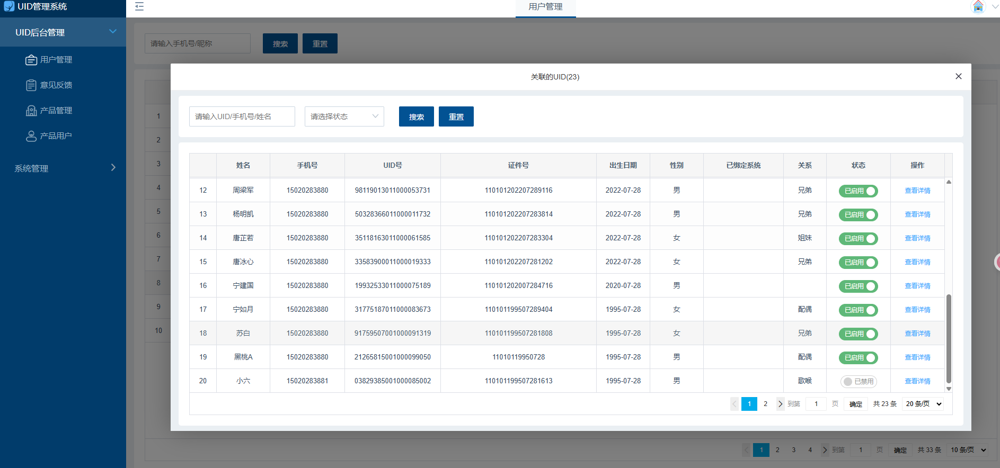 UID管理系统
用户管理
UID后台管理
用户管理
意见反馈
产品管理
产品用户
系统管理
请输入手机号/昵称 搜索 重置
1
2
3
4
5
6
7
8
9
10
关联的UID(23)
请输入UID/手机号/姓名 请选择状态 搜索 重置
姓名 手机号 UID号 证件号 出生日期 性别 已绑定系统 关系 状态 操作
12 周梁军 15020283880 98119013011000053731 110101202207289116 2022-07-28 男 兄弟 已启用 查看详情
13 杨明凯 15020283880 50328366011000011732 110101202207283814 2022-07-28 男 兄弟 已启用 查看详情
14 唐芷若 15020283880 35118163011000061585 110101202207283304 2022-07-28 女 姐妹 已启用 查看详情
15 唐冰心 15020283880 33583900011000019333 110101202207281202 2022-07-28 女 兄弟 已启用 查看详情
16 宁建国 15020283880 19932533011000075189 110101202007284716 2020-07-28 男 已启用 查看详情
17 宁如月 15020283880 31775187011000083673 110101199507289404 1995-07-28 女 配偶 已启用 查看详情
18 苏白 15020283880 91759507001000091319 110101199507281808 1995-07-28 女 兄弟 已启用 查看详情
19 黑桃A 15020283880 21265815001000099050 11010119950728 1995-07-28 男 配偶 已启用 查看详情
20 小六 15020283881 03829385001000085002 110101199507281613 1995-07-28 男 歌喉 已禁用 查看详情
1 2 到第 1 页 确定 共 23 条 20 条/页
1 2 3 4 到第 1 页 确定 共 33 条 10 条/页